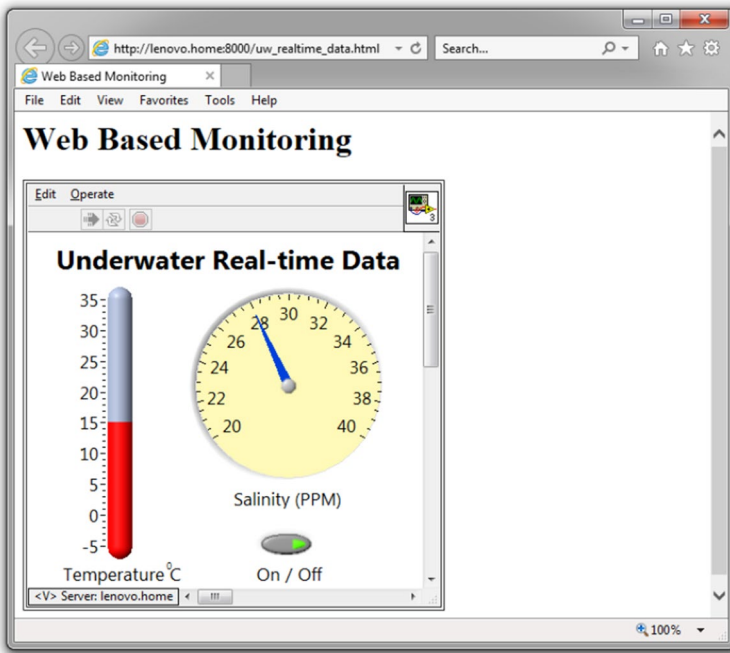 http://lenovo.home:8000/uw_realtime_data.html
Search...
Web Based Monitoring
File Edit View Favorites Tools Help
Web Based Monitoring
Edit Operate
3
Underwater Real-time Data
35
30
25
20
15
10
5
0
-5
Temperature ⁰C
20
22
24
26
28
30
32
34
36
38
40
Salinity (PPM)
On / Off
<V> Server: lenovo.home
100%